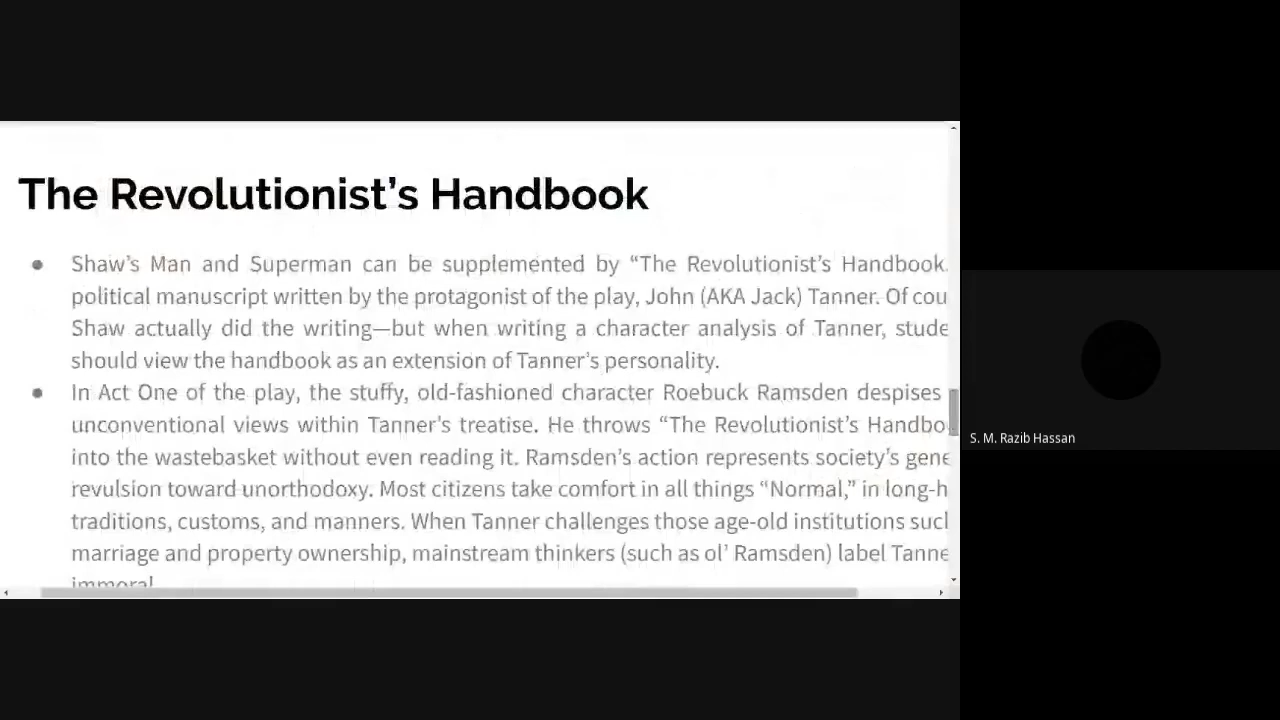 The Revolutionist’s Handbook
● Shaw’s Man and Superman can be supplemented by “The Revolutionist’s Handbook.
political manuscript written by the protagonist of the play, John (AKA Jack) Tanner. Of cou
Shaw actually did the writing—but when writing a character analysis of Tanner, stude
should view the handbook as an extension of Tanner’s personality.
● In Act One of the play, the stuffy, old-fashioned character Roebuck Ramsden despises
unconventional views within Tanner’s treatise. He throws “The Revolutionist’s Handbo
into the wastebasket without even reading it. Ramsden’s action represents society’s gene
revulsion toward unorthodoxy. Most citizens take comfort in all things “Normal,” in long-h
traditions, customs, and manners. When Tanner challenges those age-old institutions sucl
marriage and property ownership, mainstream thinkers (such as ol’ Ramsden) label Tanne
immoral
S. M. Razib Hassan